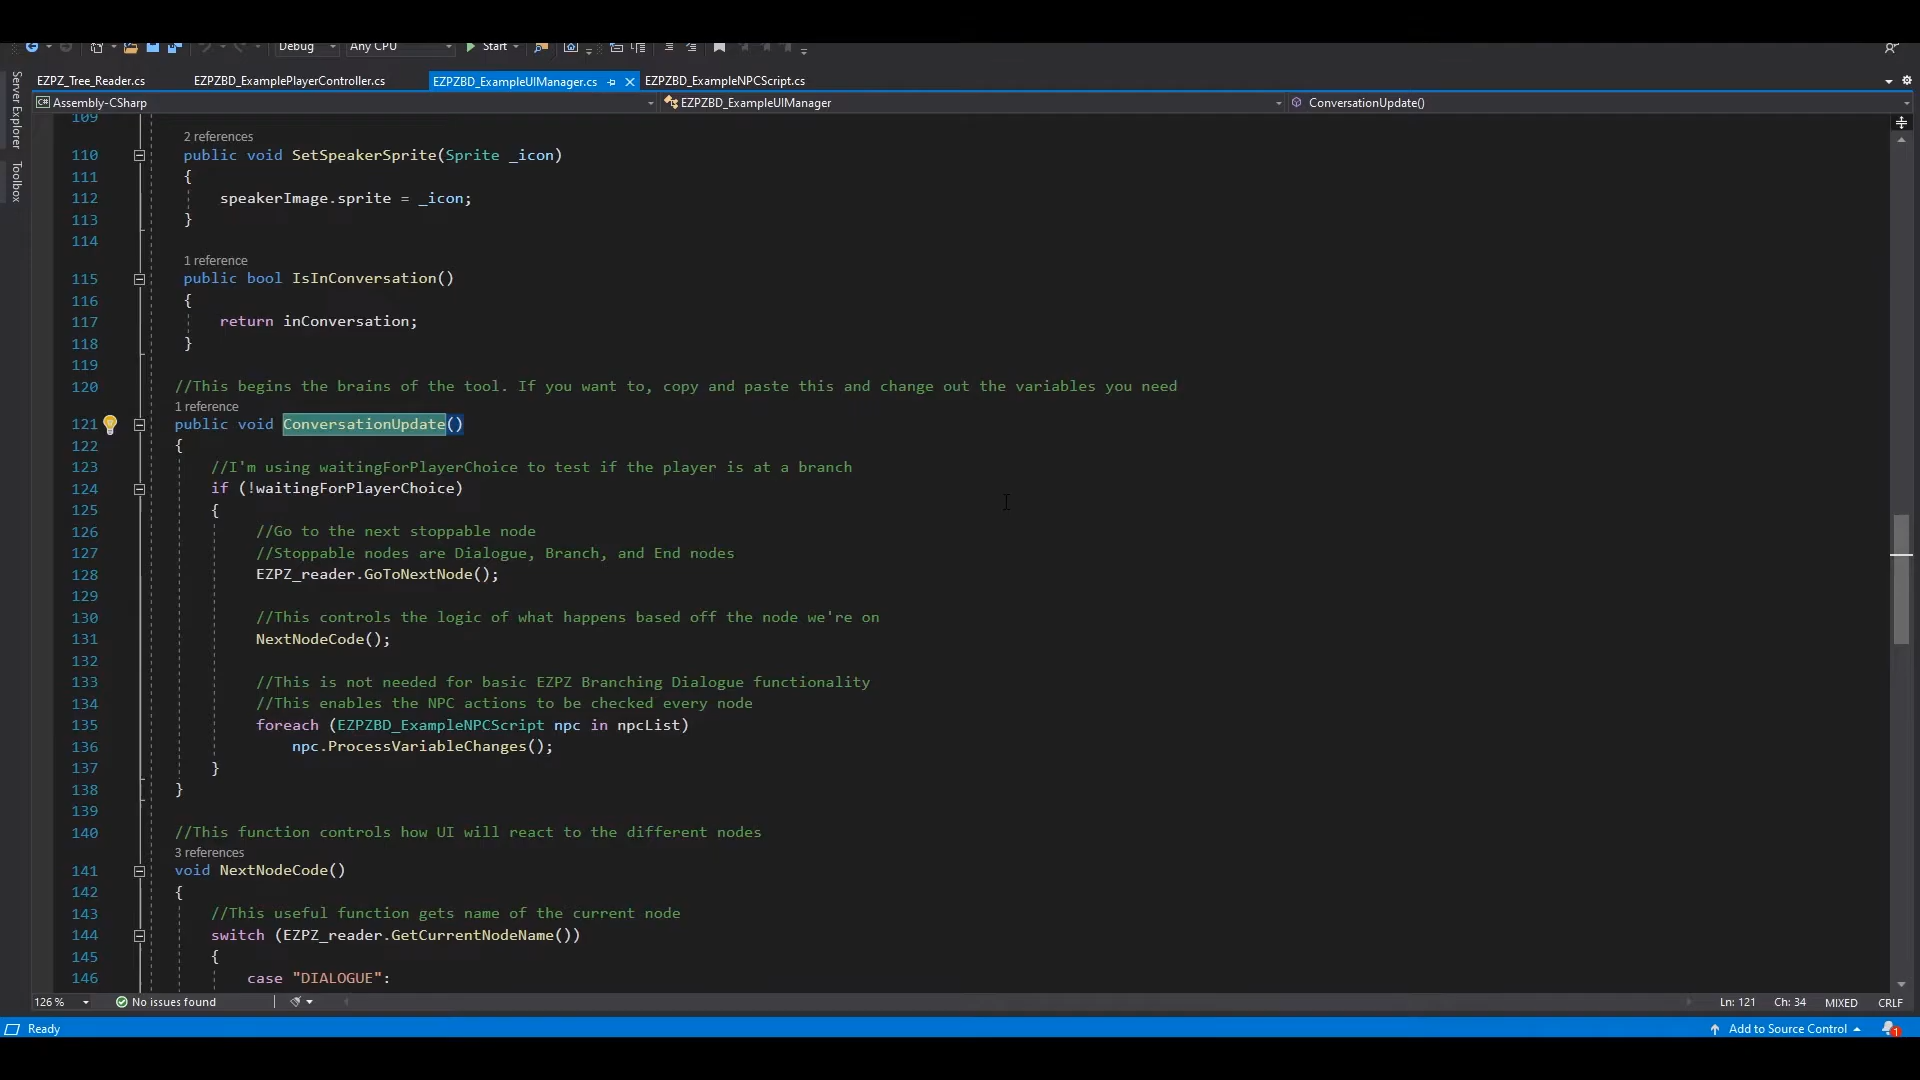 Debug Any CPU Start
EZPZ_Tree_Reader.cs EZPZBD_ExamplePlayerController.cs EZPZBD_ExampleUIManager.cs EZPZBD_ExampleNPCScript.cs
Server Explorer
Toolbox
C# Assembly-CSharp EZPZBD_ExampleUIManager ConversationUpdate()
109
2 references
110 public void SetSpeakerSprite(Sprite _icon)
111 {
112 speakerImage.sprite = _icon;
113 }
114
1 reference
115 public bool IsInConversation()
116 {
117 return inConversation;
118 }
119
120 //This begins the brains of the tool. If you want to, copy and paste this and change out the variables you need
1 reference
121 public void ConversationUpdate()
122 {
123 //I'm using waitingForPlayerChoice to test if the player is at a branch
124 if (!waitingForPlayerChoice)
125 {
126 //Go to the next stoppable node
127 //Stoppable nodes are Dialogue, Branch, and End nodes
128 EZPZ_reader.GoToNextNode();
129
130 //This controls the logic of what happens based off the node we're on
131 NextNodeCode();
132
133 //This is not needed for basic EZPZ Branching Dialogue functionality
134 //This enables the NPC actions to be checked every node
135 foreach (EZPZBD_ExampleNPCScript npc in npcList)
136 npc.ProcessVariableChanges();
137 }
138 }
139
140 //This function controls how UI will react to the different nodes
3 references
141 void NextNodeCode()
142 {
143 //This useful function gets name of the current node
144 switch (EZPZ_reader.GetCurrentNodeName())
145 {
146 case "DIALOGUE":
126 % No issues found Ln: 121 Ch: 34 MIXED CRLF
Ready Add to Source Control 1